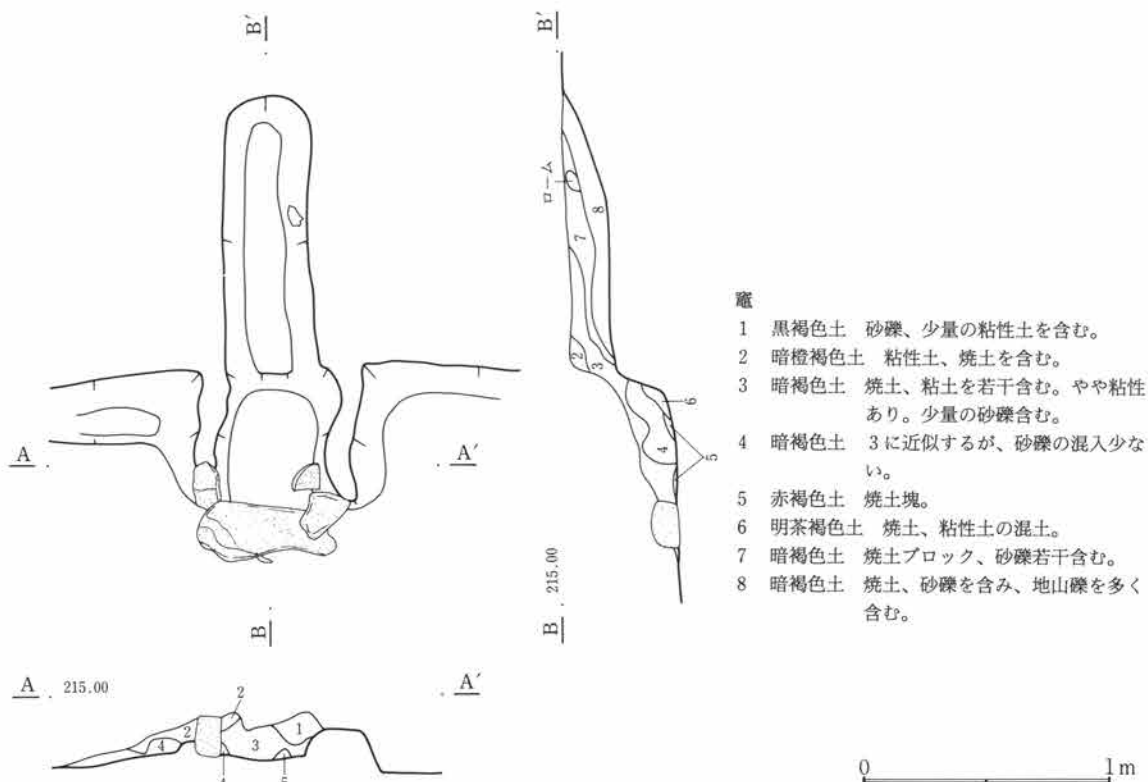 B′
B′
ローム
8
7
2
3
6
4
5
A
A′
B
B 215.00
竈
1 黒褐色土 砂礫、少量の粘性土を含む。
2 暗橙褐色土 粘性土、焼土を含む。
3 暗褐色土 焼土、粘土を若干含む。やや粘性
あり。少量の砂礫含む。
4 暗褐色土 3に近似するが、砂礫の混入少な
い。
5 赤褐色土 焼土塊。
6 明茶褐色土 焼土、粘性土の混土。
7 暗褐色土 焼土ブロック、砂礫若干含む。
8 暗褐色土 焼土、砂礫を含み、地山礫を多く
含む。
A 215.00
A′
2
2
1
4
3
4
5
0 1m